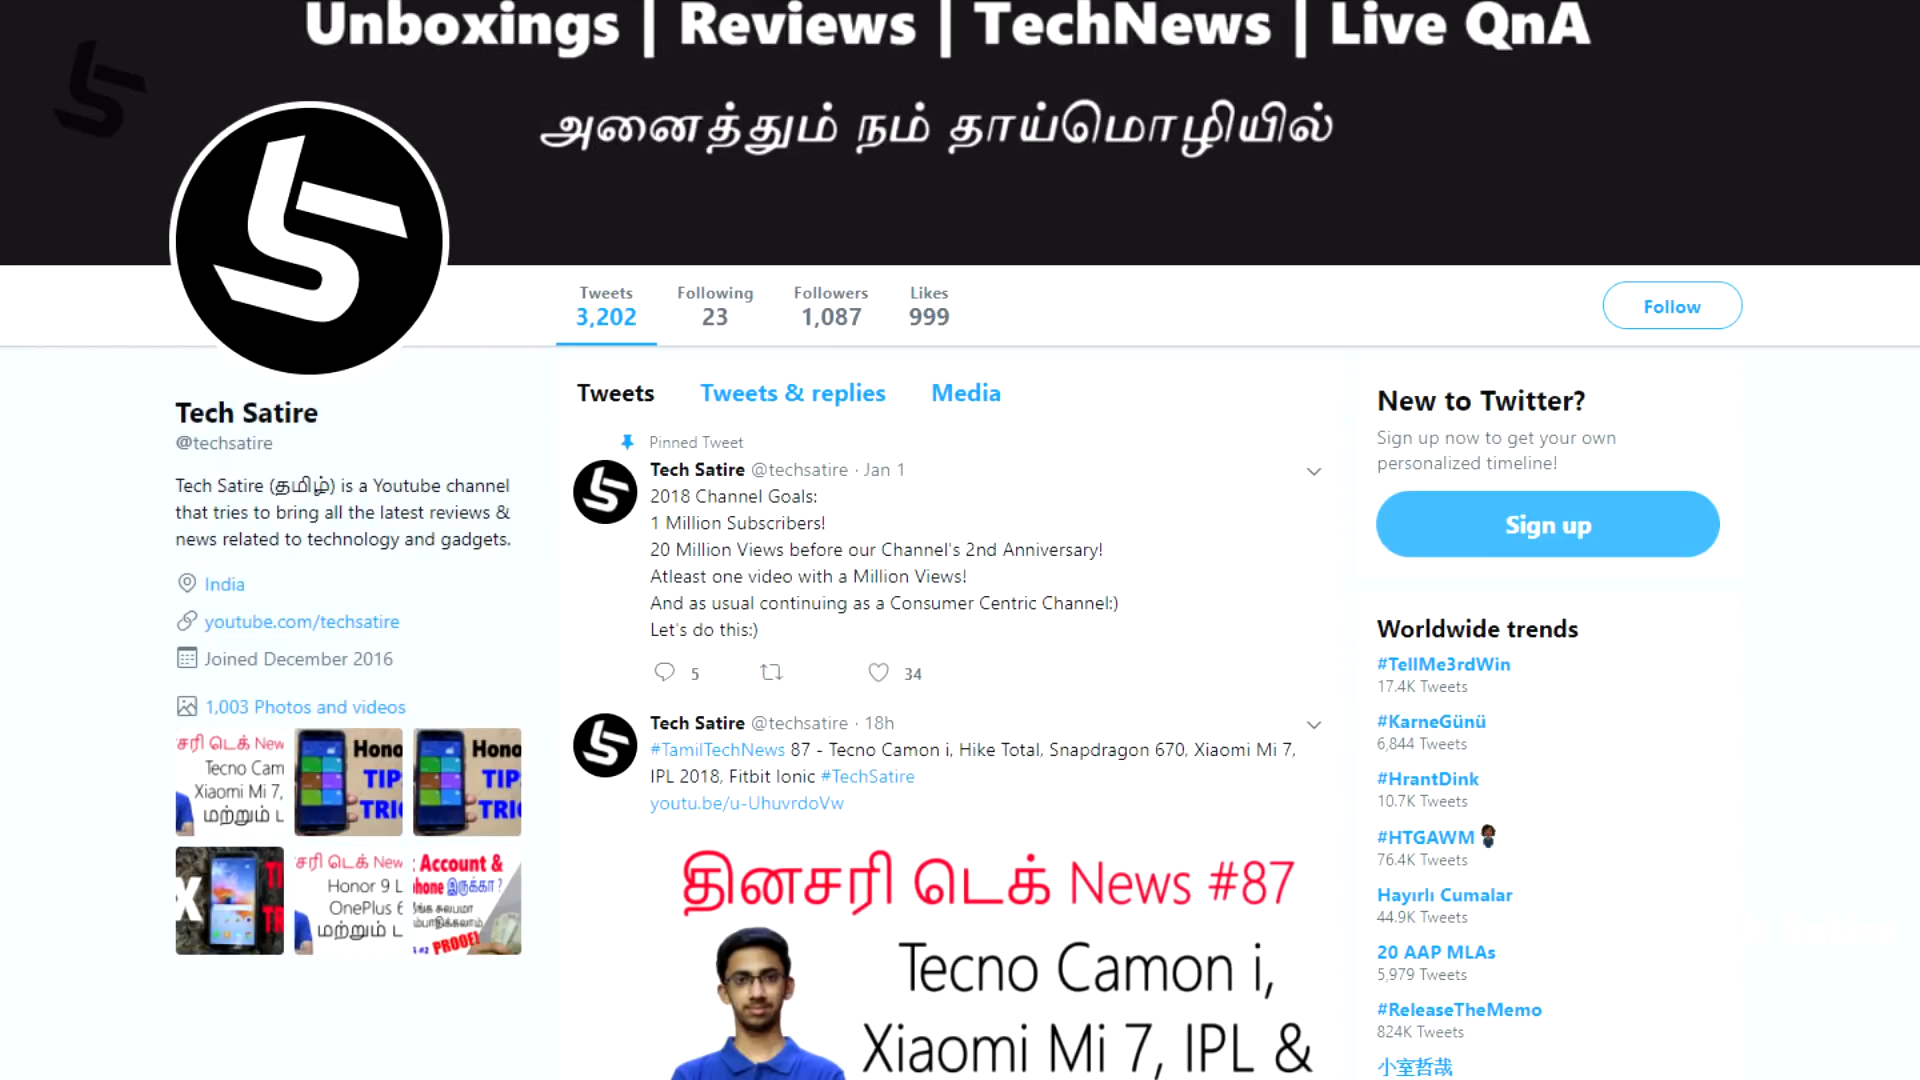 Unboxings | Reviews | TechNews | Live QnA
அனைத்தும் நம் தாய்மொழியில்
Tweets
3,202
Following
23
Followers
1,087
Likes
999
Follow
Tech Satire
@techsatire
Tech Satire (தமிழ்) is a Youtube channel
that tries to bring all the latest reviews &
news related to technology and gadgets.
India
youtube.com/techsatire
Joined December 2016
1,003 Photos and videos
Tweets
Tweets & replies
Media
Pinned Tweet
Tech Satire @techsatire · Jan 1
2018 Channel Goals:
1 Million Subscribers!
20 Million Views before our Channel's 2nd Anniversary!
Atleast one video with a Million Views!
And as usual continuing as a Consumer Centric Channel:)
Let's do this:)
5
34
Tech Satire @techsatire · 18h
#TamilTechNews 87 - Tecno Camon i, Hike Total, Snapdragon 670, Xiaomi Mi 7,
IPL 2018, Fitbit Ionic #TechSatire
youtu.be/u-UhuvrdoVw
தினசரி டெக் News #87
Tecno Camon i,
Xiaomi Mi 7, IPL &
New to Twitter?
Sign up now to get your own
personalized timeline!
Sign up
Worldwide trends
#TellMe3rdWin
17.4K Tweets
#KarneGünü
6,844 Tweets
#HrantDink
10.7K Tweets
#HTGAWM
76.4K Tweets
Hayırlı Cumalar
44.9K Tweets
20 AAP MLAs
5,979 Tweets
#ReleaseTheMemo
824K Tweets
小室哲哉